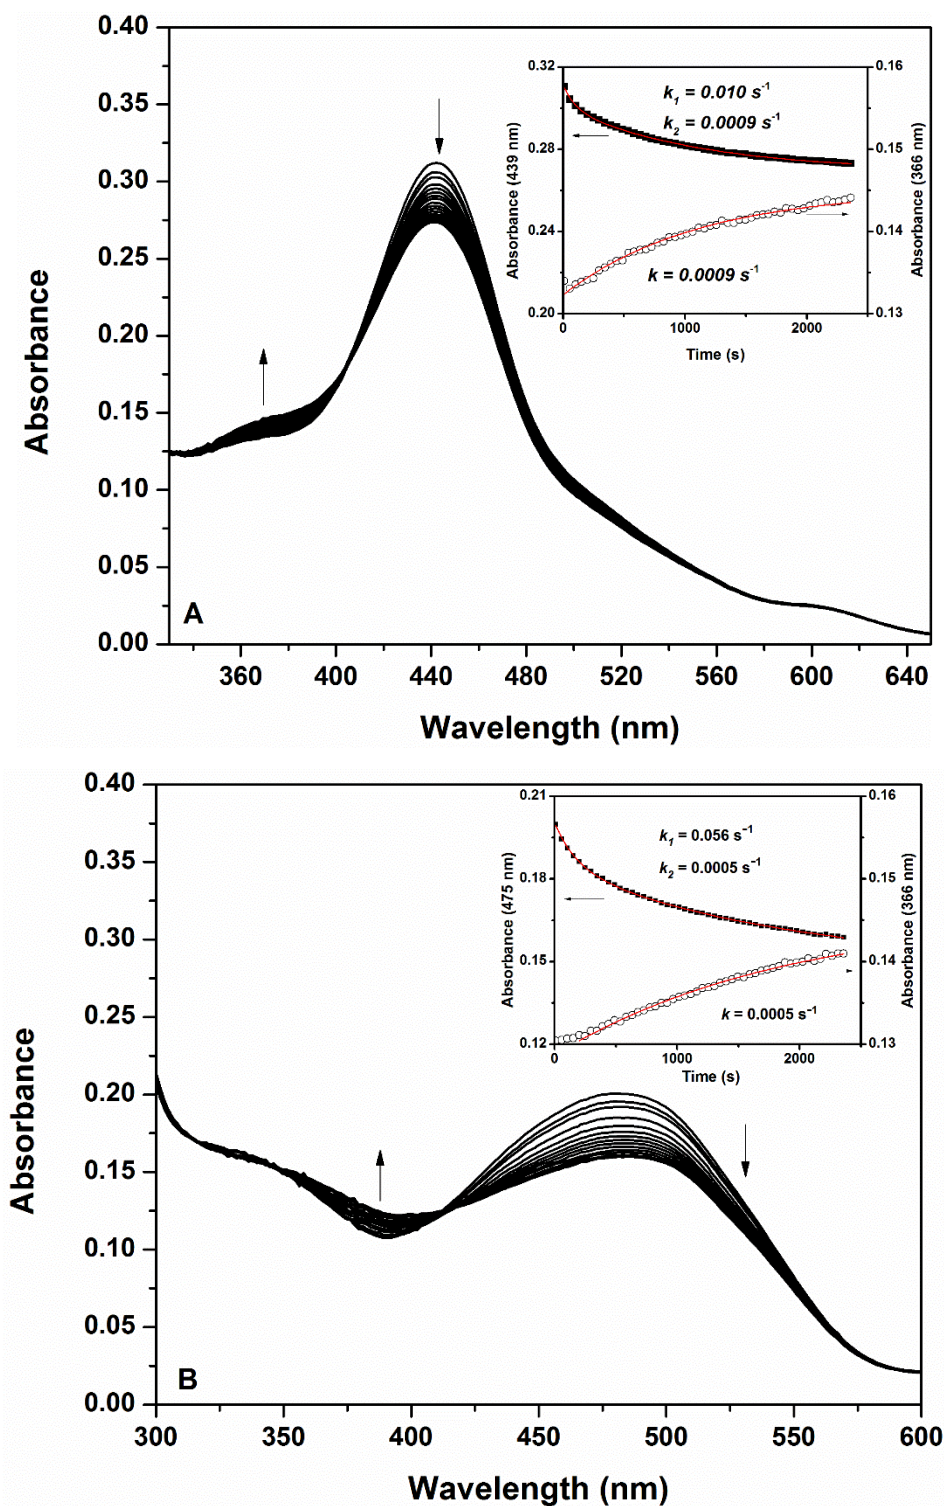 0.40
0.35
0.30
0.25
0.20
0.15
0.10
0.05
0.00
Absorbance
A
360 400 440 480 520 560 600 640
Wavelength (nm)
0.32
0.28
0.24
0.20
Absorbance (439 nm)
k1 = 0.010 s-1
k2 = 0.0009 s-1
k = 0.0009 s-1
0.16
0.15
0.14
0.13
Absorbance (366 nm)
0 1000 2000
Time (s)
0.40
0.35
0.30
0.25
0.20
0.15
0.10
0.05
0.00
Absorbance
B
300 350 400 450 500 550 600
Wavelength (nm)
0.21
0.18
0.15
0.12
Absorbance (475 nm)
k1 = 0.056 s-1
k2 = 0.0005 s-1
k = 0.0005 s-1
0.16
0.15
0.14
0.13
Absorbance (366 nm)
0 1000 2000
Time (s)